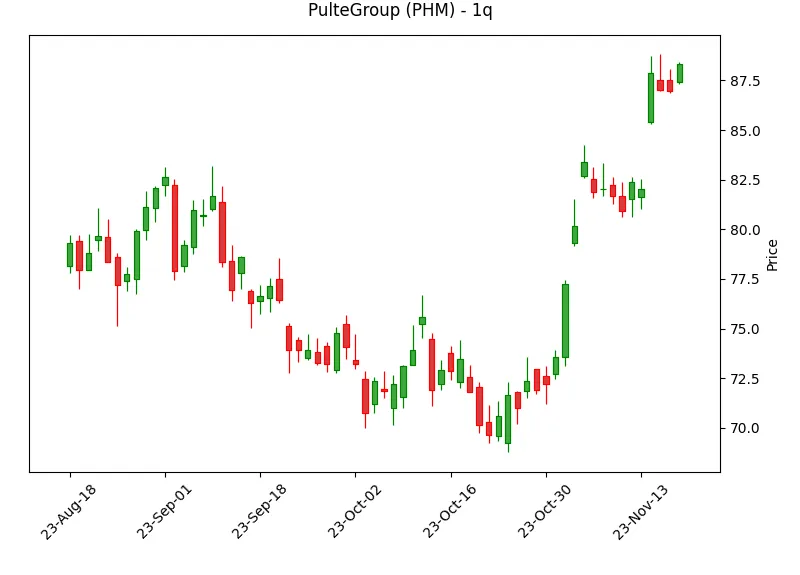 PulteGroup (PHM) - 1q
87.5
85.0
82.5
80.0
77.5
75.0
72.5
70.0
Price
23-Aug-18
23-Sep-01
23-Sep-18
23-Oct-02
23-Oct-16
23-Oct-30
23-Nov-13